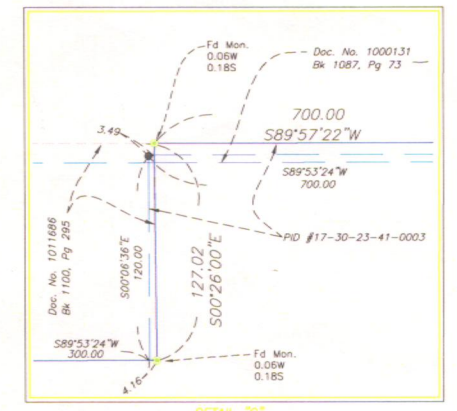 Fd Mon.
0.06W
0.18S
Doc. No. 1000131
Bk 1087, Pg 73
700.00
S89°57'22"W
3.49
S89°53'24"W
700.00
Doc. No. 1011686
Bk 1100, Pg 295
S00°06'36"E
120.00
127.02
S00°26'00"E
PID #17-30-23-41-0003
S89°53'24"W
300.00
Fd Mon.
0.06W
0.18S
4.16